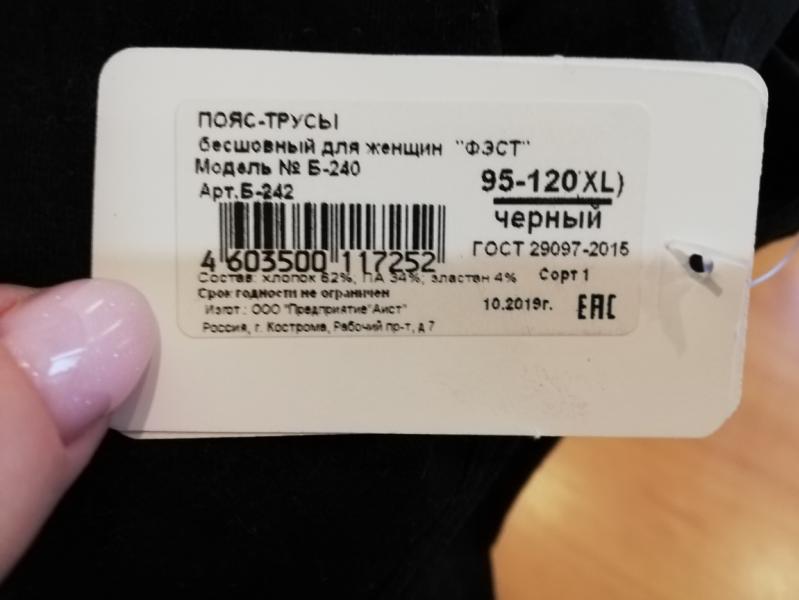 ПОЯС-ТРУСЫ
бесшовный для женщин "ФЭСТ"
Модель № Б-240
Арт.Б-242
95-120(XL)
черный
ГОСТ 29097-2015
4 603500 117252
Состав: хлопок 62%; ПА 34%; эластан 4%
Сорт 1
Срок годности не ограничен
10.2019г.
ЕАС
Изгот.: ООО "Предприятие"Аист"
Россия, г. Кострома, Рабочий пр-т, д 7